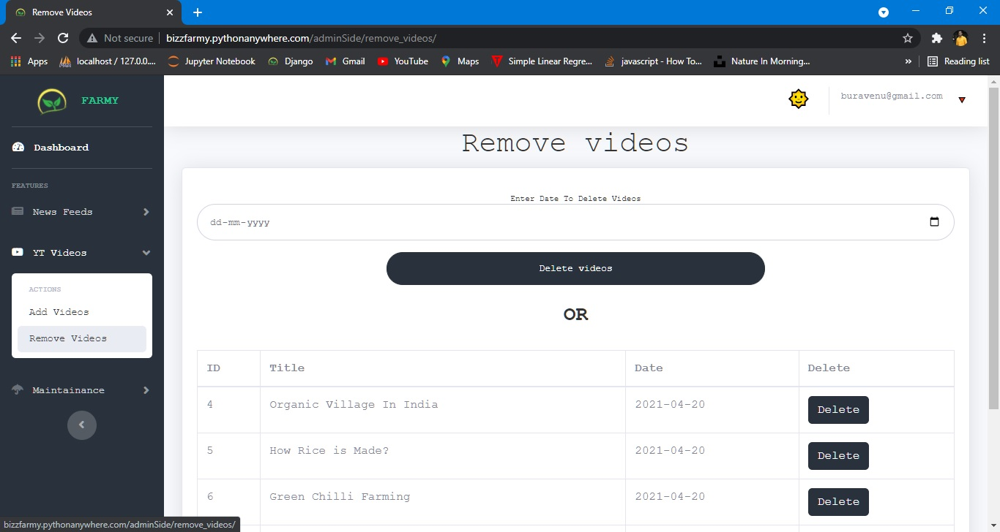 Remove Videos
Not secure | bizzfarmy.pythonanywhere.com/adminSide/remove_videos/
Apps localhost / 127.0.0.... Jupyter Notebook Django Gmail YouTube Maps Simple Linear Regre... javascript - How To... Nature In Morning... » Reading list
FARMY
buravenu@gmail.com
Dashboard
FEATURES
News Feeds
YT Videos
ACTIONS
Add Videos
Remove Videos
Maintainance
Remove videos
Enter Date To Delete Videos
dd-mm-yyyy
Delete videos
OR
ID Title Date Delete
4 Organic Village In India 2021-04-20 Delete
5 How Rice is Made? 2021-04-20 Delete
6 Green Chilli Farming 2021-04-20 Delete
bizzfarmy.pythonanywhere.com/adminSide/remove_videos/